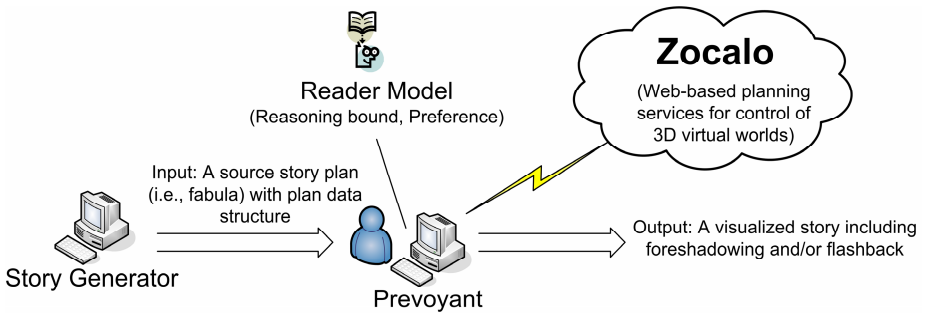 Zocalo
(Web-based planning
services for control of
3D virtual worlds)
Reader Model
(Reasoning bound, Preference)
Input: A source story plan
(i.e., fabula) with plan data
structure
Story Generator
Prevoyant
Output: A visualized story including
foreshadowing and/or flashback